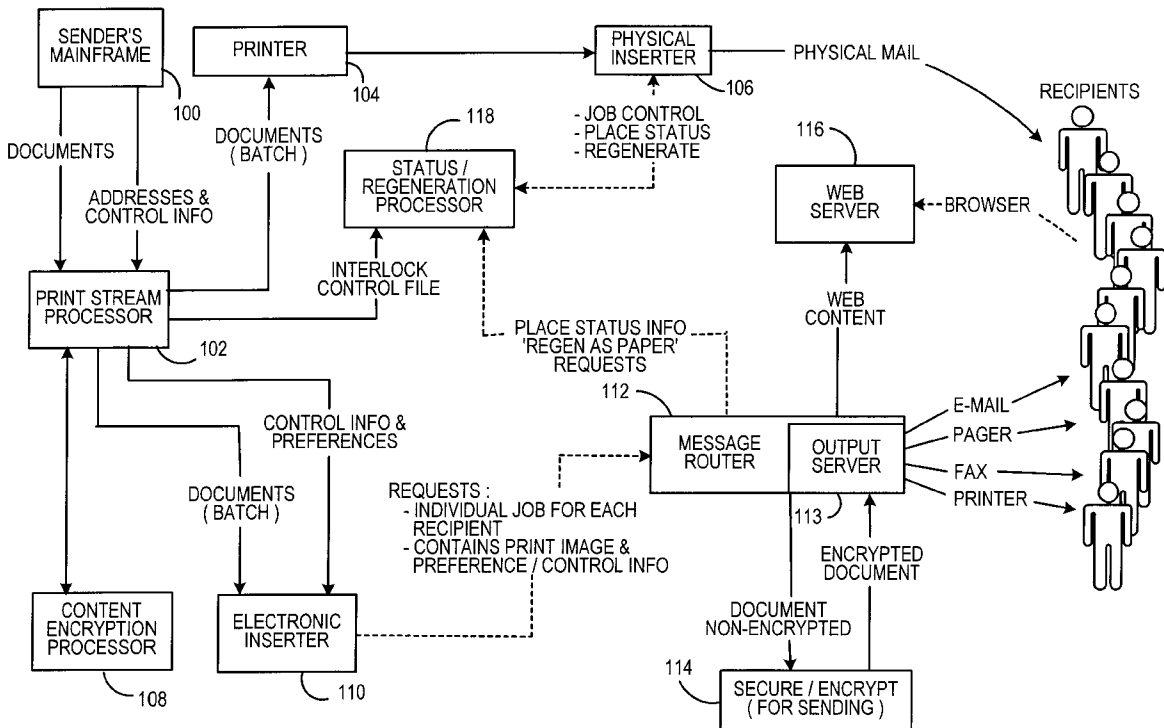 SENDER'S
MAINFRAME
100
PRINTER
104
PHYSICAL
INSERTER
106
PHYSICAL MAIL
RECIPIENTS
DOCUMENTS
ADDRESSES &
CONTROL INFO
DOCUMENTS
( BATCH )
118
STATUS /
REGENERATION
PROCESSOR
- JOB CONTROL
- PLACE STATUS
- REGENERATE
116
WEB
SERVER
BROWSER
PRINT STREAM
PROCESSOR
102
INTERLOCK
CONTROL FILE
WEB
CONTENT
PLACE STATUS INFO
'REGEN AS PAPER'
REQUESTS
112
MESSAGE
ROUTER
OUTPUT
SERVER
113
E-MAIL
PAGER
FAX
PRINTER
CONTROL INFO &
PREFERENCES
DOCUMENTS
( BATCH )
REQUESTS :
- INDIVIDUAL JOB FOR EACH
RECIPIENT
- CONTAINS PRINT IMAGE &
PREFERENCE / CONTROL INFO
ENCRYPTED
DOCUMENT
DOCUMENT
NON-ENCRYPTED
CONTENT
ENCRYPTION
PROCESSOR
108
ELECTRONIC
INSERTER
110
114
SECURE / ENCRYPT
( FOR SENDING )